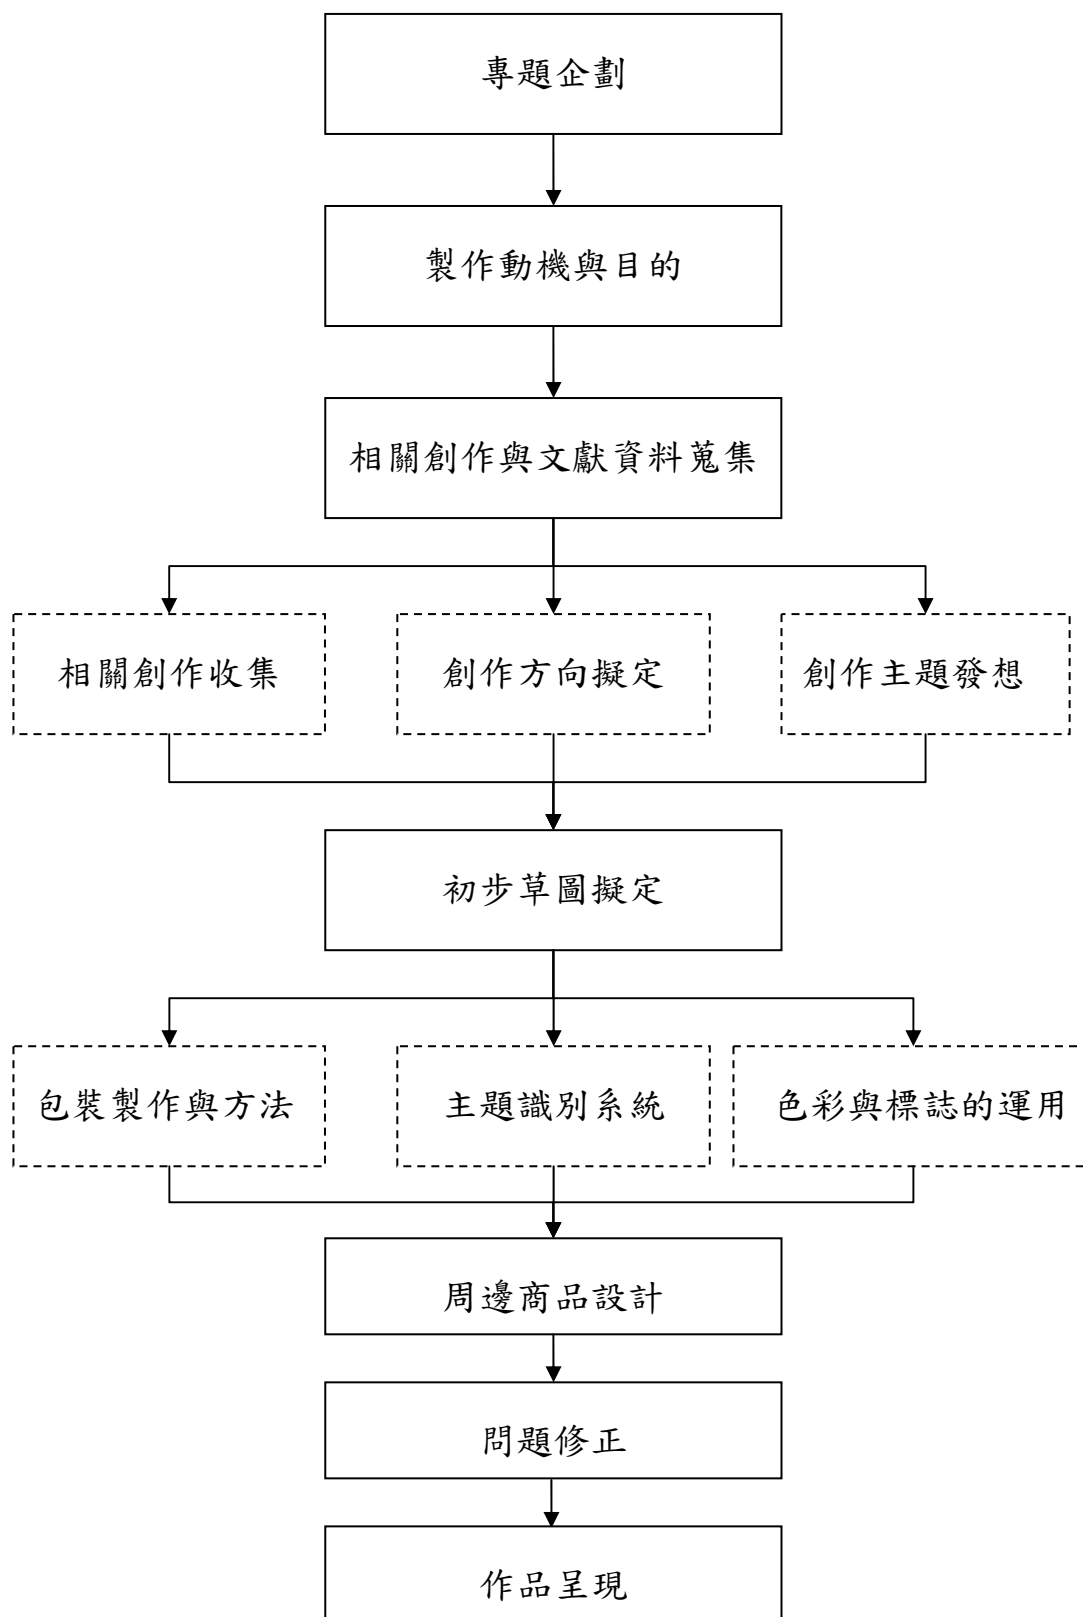 專題企劃
製作動機與目的
相關創作與文獻資料蒐集
相關創作收集
創作方向擬定
創作主題發想
初步草圖擬定
包裝製作與方法
主題識別系統
色彩與標誌的運用
周邊商品設計
問題修正
作品呈現